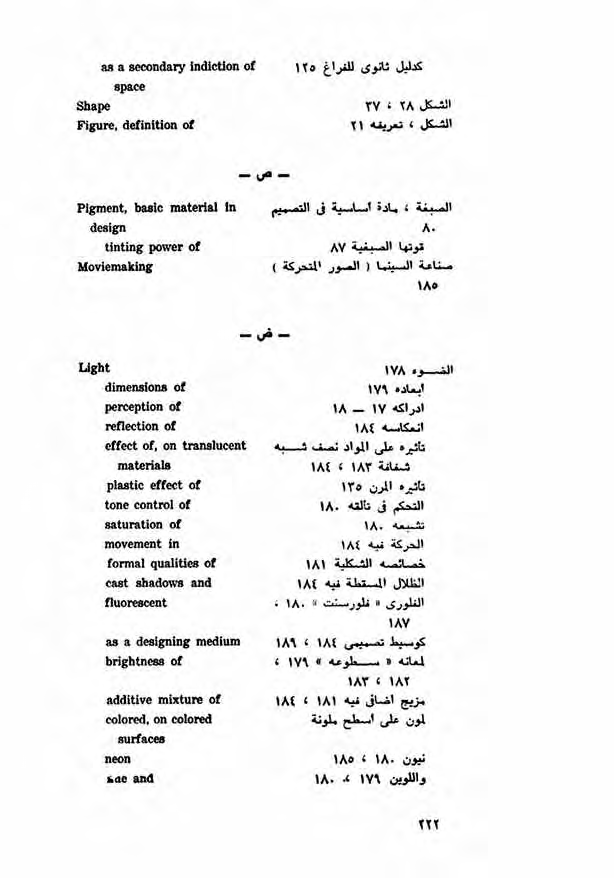 as a secondary indiction of كدليل ثانوى للفراغ ١٢٥
space
Shape الشكل ٢٨ ، ٢٧
Figure, definition of الشكل ، تعريفه ٢١
— ص —
Pigment, basic material in الصبغة ، مادة أساسية فى التصميم
design ٨٠
tinting power of قوتها الصبغية ٨٧
Moviemaking صناعة السينما ( الصور المتحركة )
١٨٥
— ض —
Light الضوء ١٧٨
dimensions of ابعاده ١٧٩
perception of ادراكه ١٧ — ١٨
reflection of انعكاسه ١٨٤
effect of, on translucent تأثيره على المواد نصف شبه
materials شفافة ١٨٣ ، ١٨٤
plastic effect of تأثيره المرن ١٣٥
tone control of التحكم فى تألقه ١٨٠
saturation of تشبعه ١٨٠
movement in الحركة فيه ١٨٤
formal qualities of خصائصه الشكلية ١٨١
cast shadows and الظلال المسقطة فيه ١٨٤
fluorescent الفلورى « فلورسنت » ١٨٠ ،
١٨٧
as a designing medium كوسيط تصميمى ١٨٤ ، ١٨٩
brightness of لمعانه « سطوعه » ١٧٩ ،
١٨٢ ، ١٨٣
additive mixture of مزيج اضافى فيه ١٨١ ، ١٨٤
colored, on colored لون على اسطح ملونة
surfaces
neon نيون ١٨٠ ، ١٨٥
and واللوين ١٧٩ ، ١٨٠
٢٢٢